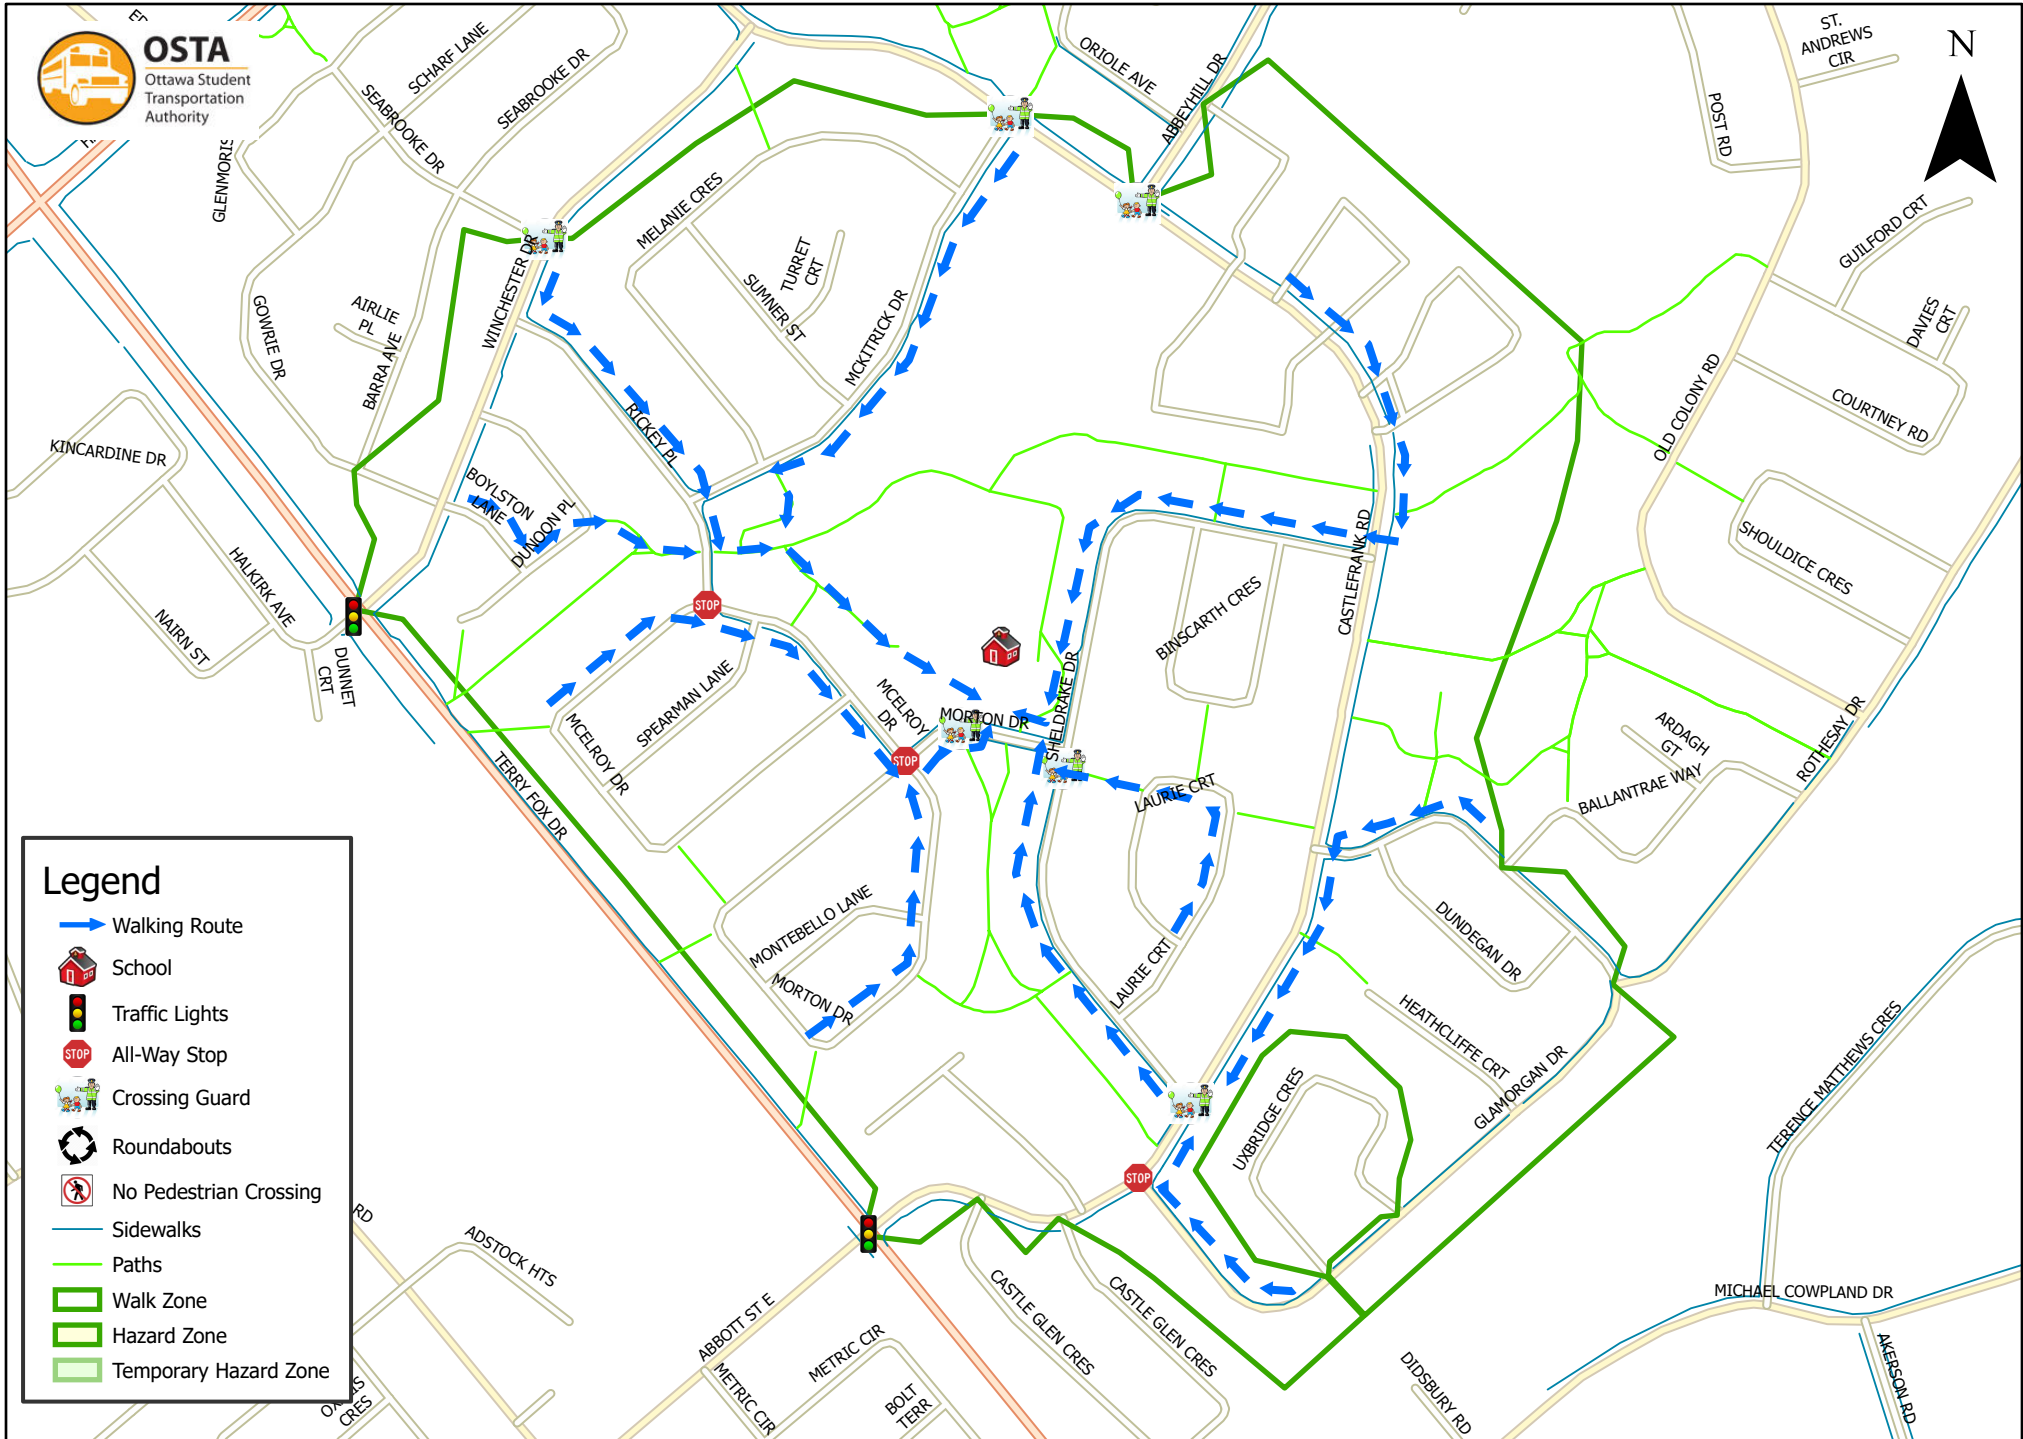 OSTA
Ottawa Student
Transportation
Authority
SCHARF LANE
SEABROOKE DR
SEABROOKE DR
ORIOLE AVE
ABBEYHILL DR
ST.
ANDREWS
CIR
N
POST RD
MELANIE CRES
TURRET
CRT
SUMNER ST
MCKITRICK DR
WINCHESTER DR
GUILFORD CRT
DAVIES
CRT
GOWRIE DR
AIRLIE
PL
BARRA AVE
RICKEY PL
OLD COLONY RD
COURTNEY RD
KINCARDINE DR
BOYLSTON
LANE
DUNOON PL
CASTLEFRANK RD
SHOULDICE CRES
HALKIRK AVE
NAIRN ST
DUNNET
CRT
BINSCARTH CRES
SPEARMAN LANE
MCELROY
DR
MORTON DR
SHELDRAKE DR
MCELROY DR
TERRY FOX DR
STOP
STOP
LAURIE CRT
ARDAGH
GT
ROTHESAY DR
BALLANTRAE WAY
MONTEBELLO LANE
MORTON DR
LAURIE CRT
DUNDEGAN DR
HEATHCLIFFE CRT
GLAMORGAN DR
UXBRIDGE CRES
TERENCE MATTHEWS CRES
STOP
Legend
Walking Route
School
Traffic Lights
STOP
All-Way Stop
Crossing Guard
Roundabouts
No Pedestrian Crossing
Sidewalks
Paths
Walk Zone
Hazard Zone
Temporary Hazard Zone
RD
ADSTOCK HTS
ABBOTT ST E
METRIC CIR
METRIC CIR
BOLT
TERR
CASTLE GLEN CRES
CASTLE GLEN CRES
DIDSBURY RD
MICHAEL COWPLAND DR
AKERSON RD
CRES